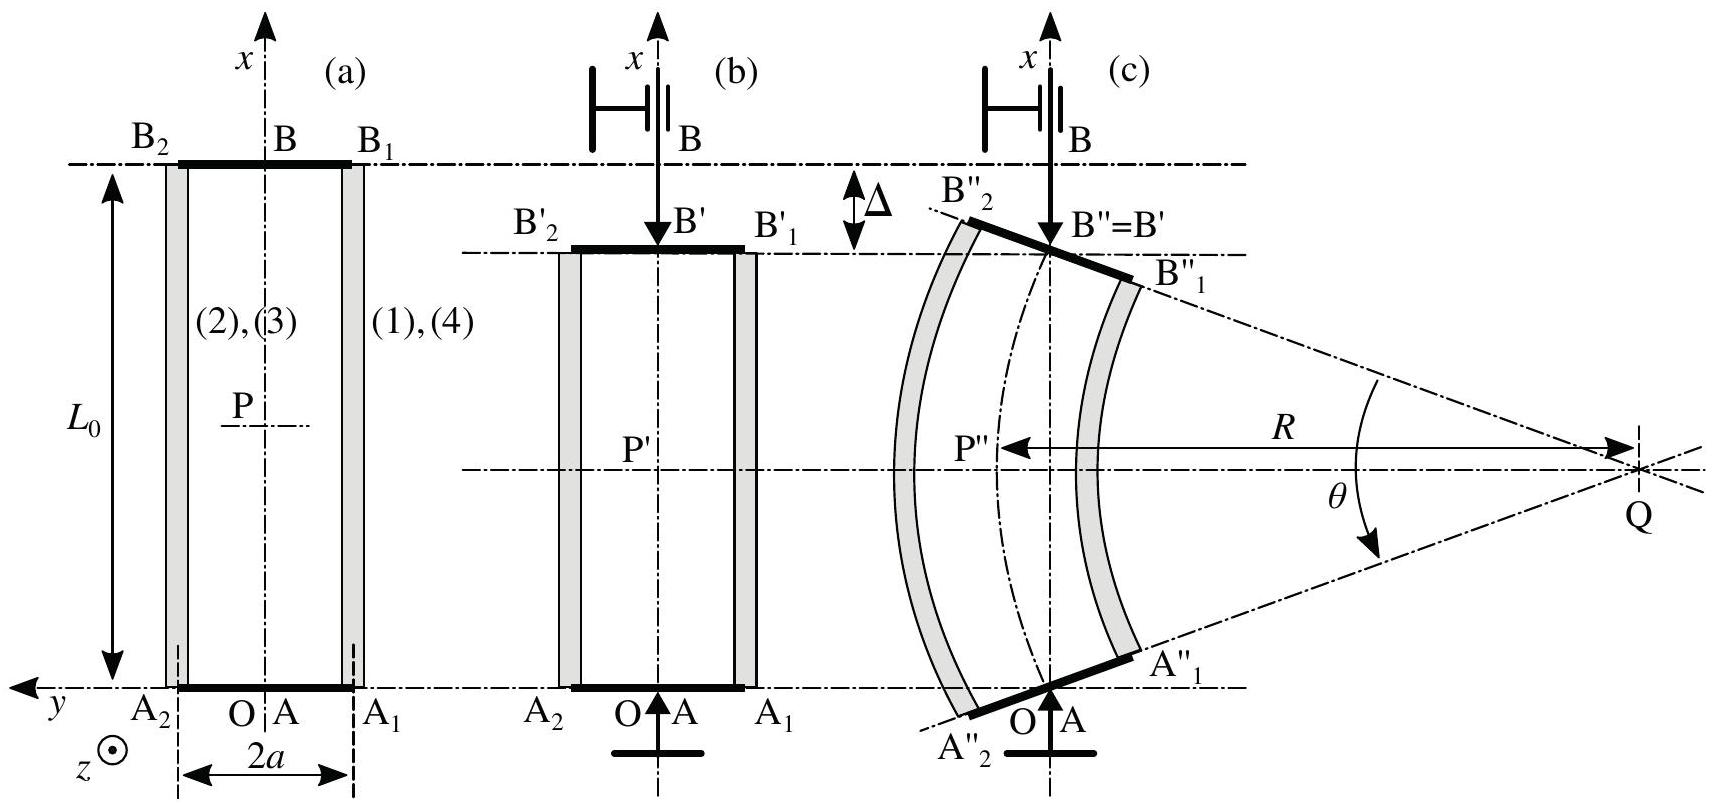 x (a) x (b) x (c)
B₂ B B₁ B B
B'₂ B' B'₁ Δ B"₂ B"=B'
B"₁
(2),(3) (1),(4)
L₀ P P' P" R
θ Q
y A₂ O A A₁ A₂ O A A₁ O A A"₁
z 2a A"₂